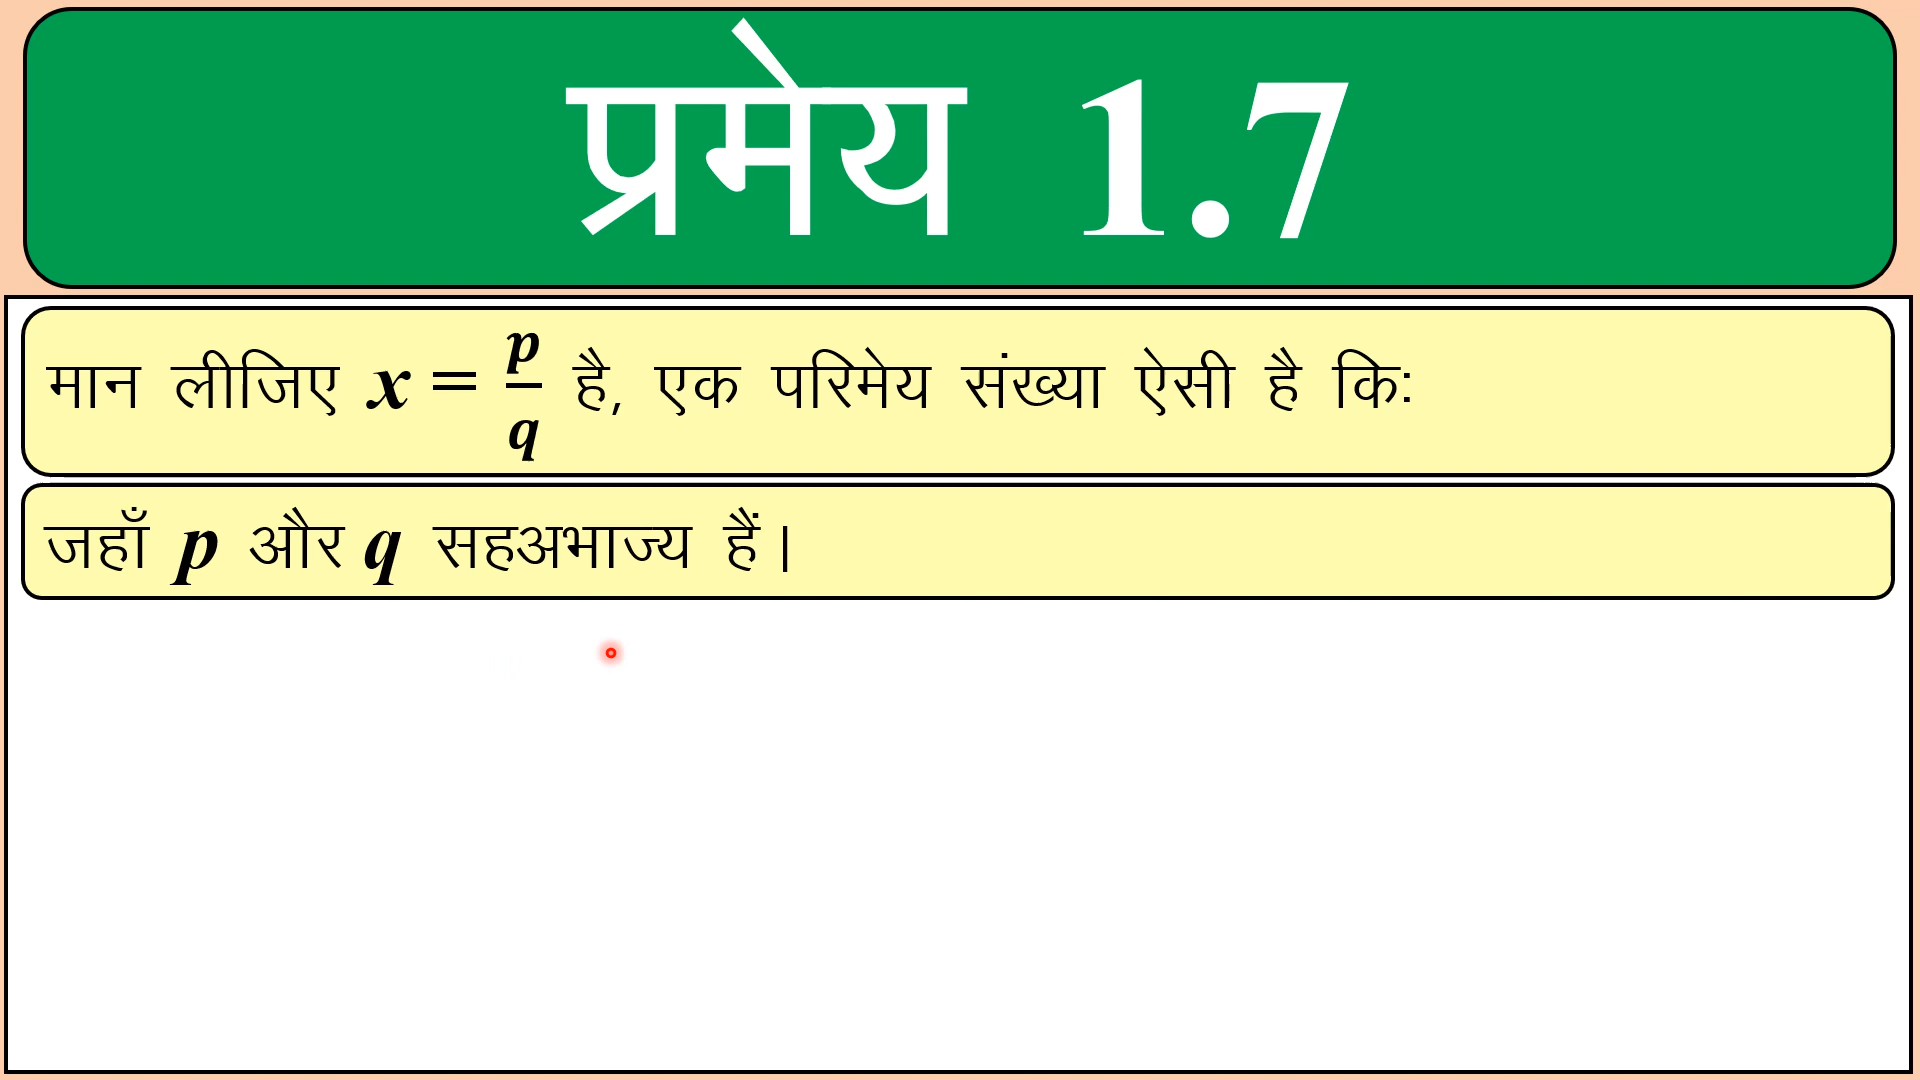 प्रमेय 1.7
मान लीजिए x = p/q है, एक परिमेय संख्या ऐसी है कि:
जहाँ p और q सहअभाज्य हैं।